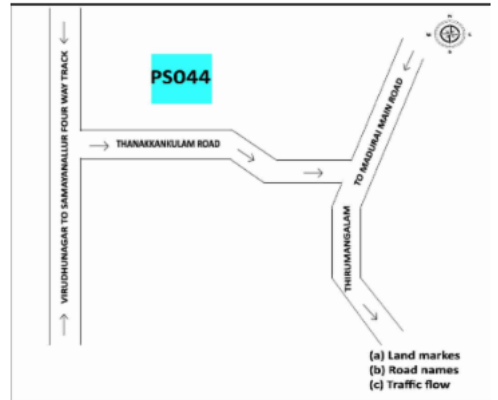 N
W
E
S
PSO44
VIRUDHUNAGAR TO SAMAYANALLUR FOUR WAY TRACK
THANAKKANKULAM ROAD
TO MADURAI MAIN ROAD
THIRUMANGALAM
(a) Land markes
(b) Road names
(c) Traffic flow